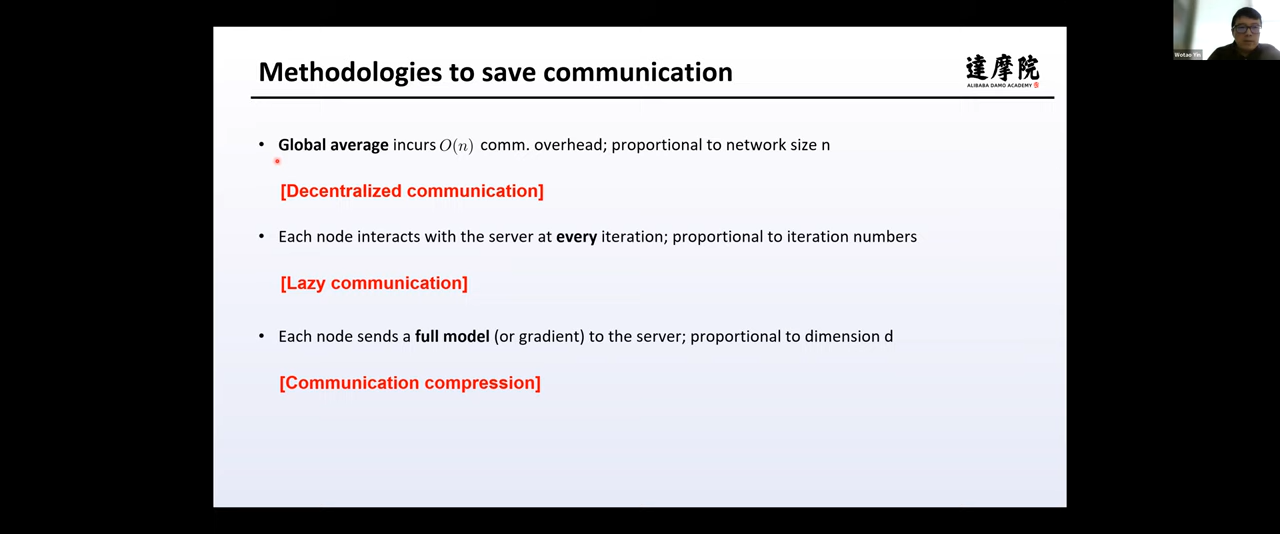 Methodologies to save communication
達摩院
ALIBABA DAMO ACADEMY
• Global average incurs O(n) comm. overhead; proportional to network size n
[Decentralized communication]
• Each node interacts with the server at every iteration; proportional to iteration numbers
[Lazy communication]
• Each node sends a full model (or gradient) to the server; proportional to dimension d
[Communication compression]
Wotao Yin